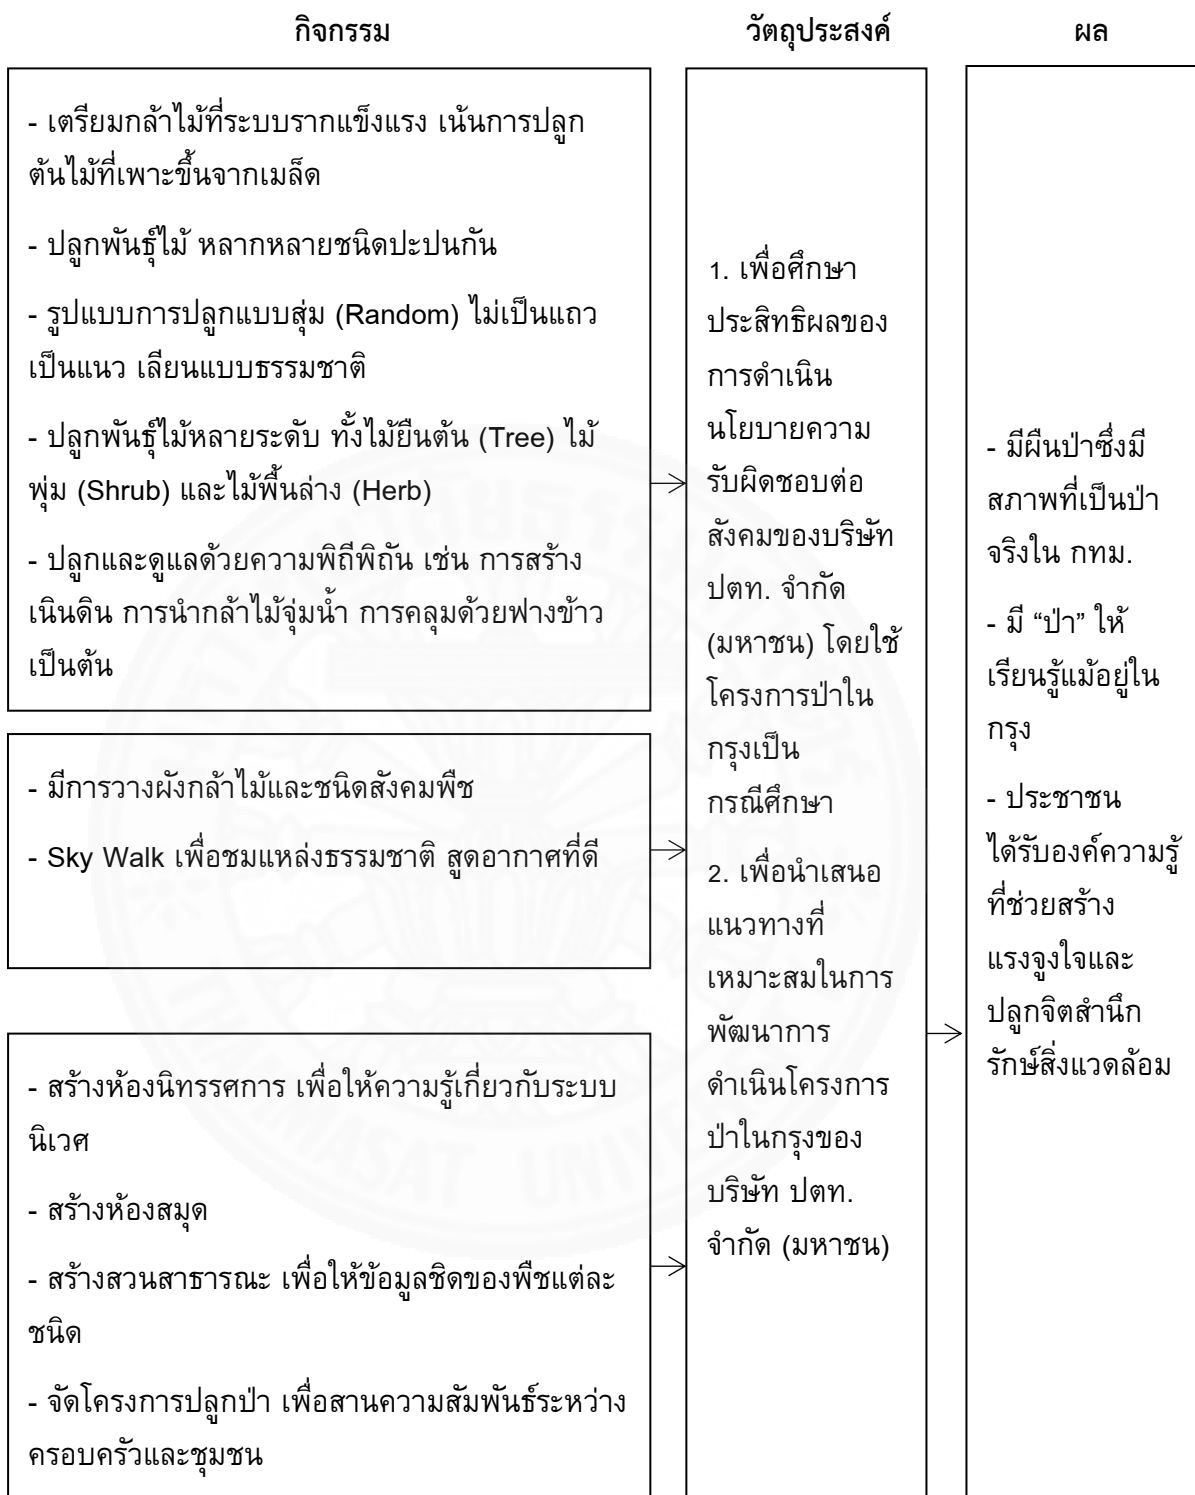 กิจกรรม
วัตถุประสงค์
ผล
- เตรียมกล้าไม้ที่ระบบรากแข็งแรง เน้นการปลูก
ต้นไม้ที่เพาะขึ้นจากเมล็ด
- ปลูกพันธุ์ไม้ หลากหลายชนิดปะปนกัน
- รูปแบบการปลูกแบบสุ่ม (Random) ไม่เป็นแถว
เป็นแนว เลียนแบบธรรมชาติ
- ปลูกพันธุ์ไม้หลายระดับ ทั้งไม้ยืนต้น (Tree) ไม้
พุ่ม (Shrub) และไม้พื้นล่าง (Herb)
- ปลูกและดูแลด้วยความพิถีพิถัน เช่น การสร้าง
เนินดิน การนำกล้าไม้จุ่มน้ำ การคลุมด้วยฟางข้าว
เป็นต้น
- มีการวางผังกล้าไม้และชนิดสังคมพืช
- Sky Walk เพื่อชมแหล่งธรรมชาติ สูดอากาศที่ดี
- สร้างห้องนิทรรศการ เพื่อให้ความรู้เกี่ยวกับระบบ
นิเวศ
- สร้างห้องสมุด
- สร้างสวนสาธารณะ เพื่อให้ข้อมูลชิดของพืชแต่ละ
ชนิด
- จัดโครงการปลูกป่า เพื่อสานความสัมพันธ์ระหว่าง
ครอบครัวและชุมชน
1. เพื่อศึกษา
ประสิทธิผลของ
การดำเนิน
นโยบายความ
รับผิดชอบต่อ
สังคมของบริษัท
ปตท. จำกัด
(มหาชน) โดยใช้
โครงการป่าใน
กรุงเป็น
กรณีศึกษา
2. เพื่อนำเสนอ
แนวทางที่
เหมาะสมในการ
พัฒนาการ
ดำเนินโครงการ
ป่าในกรุงของ
บริษัท ปตท.
จำกัด (มหาชน)
- มีผืนป่าซึ่งมี
สภาพที่เป็นป่า
จริงใน กทม.
- มี “ป่า” ให้
เรียนรู้แม้อยู่ใน
กรุง
- ประชาชน
ได้รับองค์ความรู้
ที่ช่วยสร้าง
แรงจูงใจและ
ปลูกจิตสำนึก
รักษ์สิ่งแวดล้อม